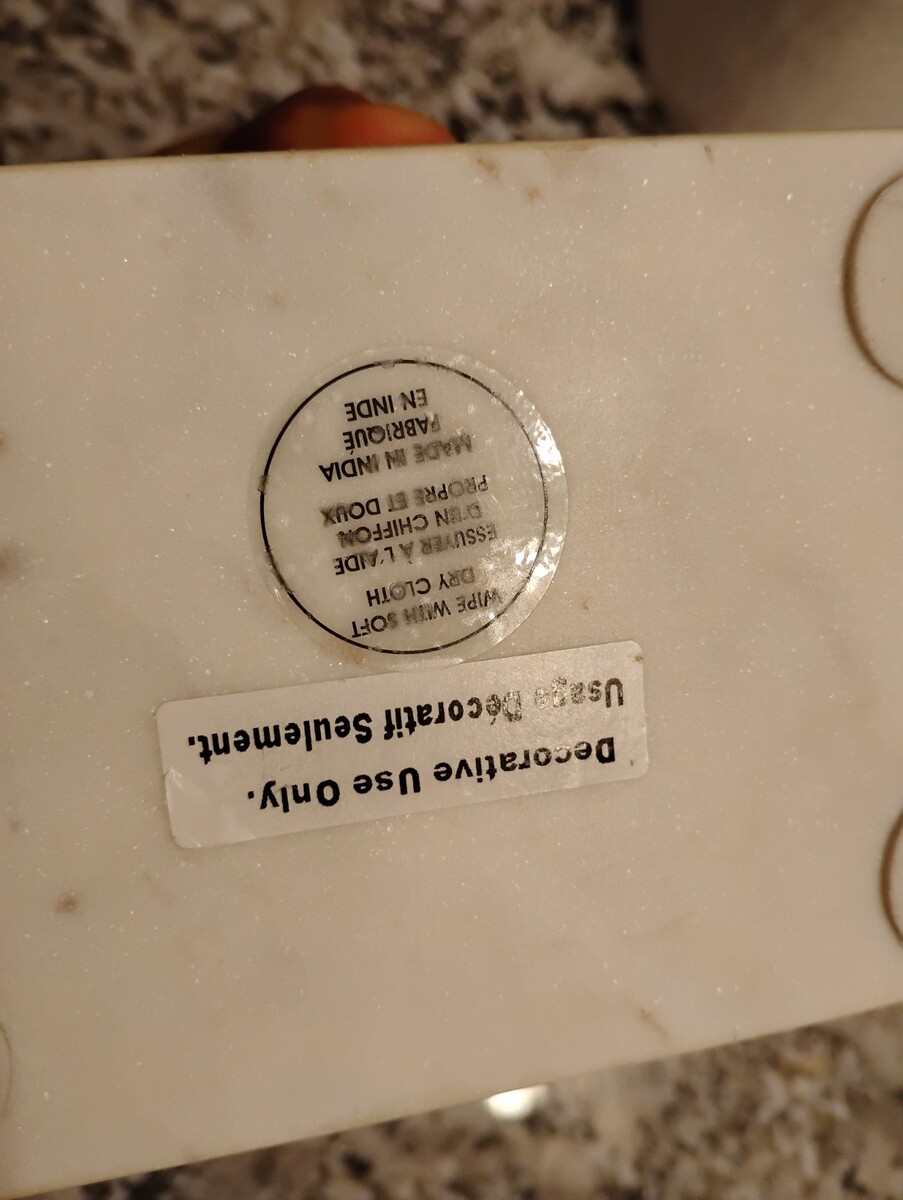 Decorative Use Only.
Usage Décoratif Seulement.
WIPE WITH SOFT
DRY CLOTH
ESSUYER À L'AIDE
D'UN CHIFFON
PROPRE ET DOUX
MADE IN INDIA
FABRIQUÉ
EN INDE